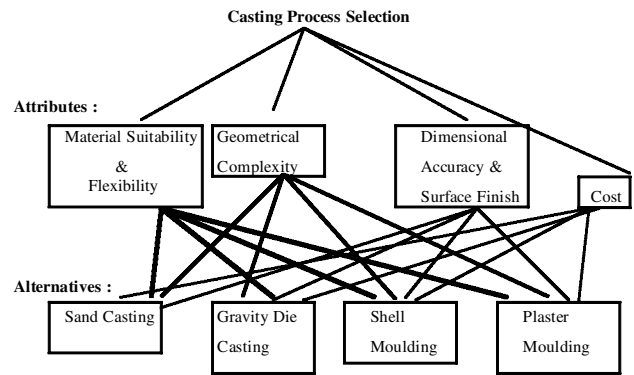 Casting Process Selection
Attributes :
Material Suitability
&
Flexibility
Geometrical
Complexity
Dimensional
Accuracy &
Surface Finish
Cost
Alternatives :
Sand Casting
Gravity Die
Casting
Shell
Moulding
Plaster
Moulding